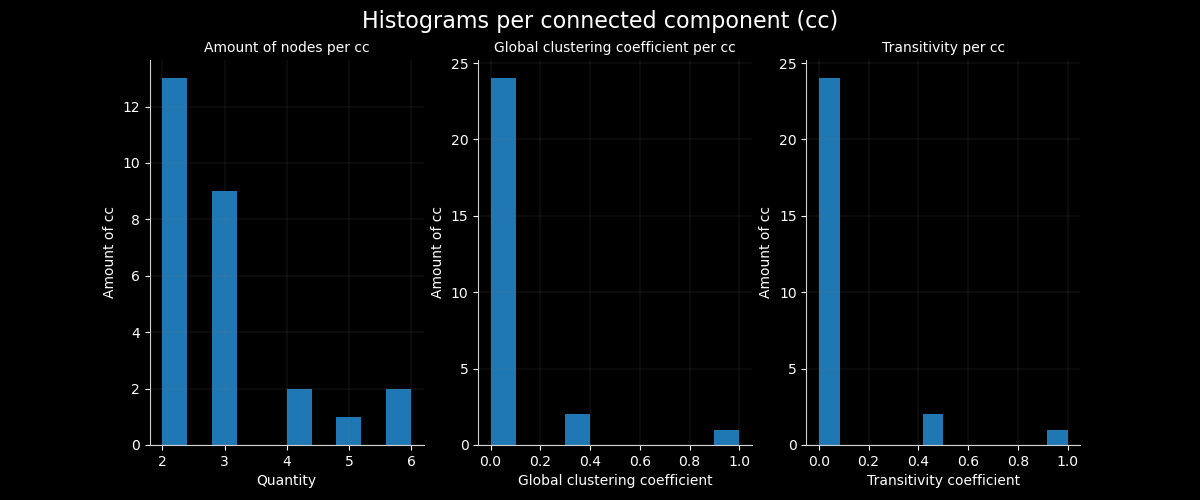 Histograms per connected component (cc)
Amount of nodes per cc
12
10
8
6
4
2
0
Amount of cc
2 3 4 5 6
Quantity
Global clustering coefficient per cc
25
20
15
10
5
0
Amount of cc
0.0 0.2 0.4 0.6 0.8 1.0
Global clustering coefficient
Transitivity per cc
25
20
15
10
5
0
Amount of cc
0.0 0.2 0.4 0.6 0.8 1.0
Transitivity coefficient